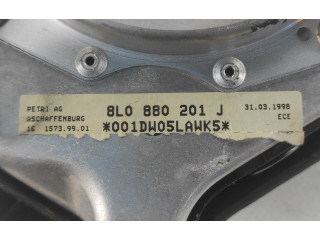 PETRI AG
ASCHAFFENBURG
16 1573.99.01
8L0 880 201 J
*001DW05LAWK5*
31.03.1998
ECE